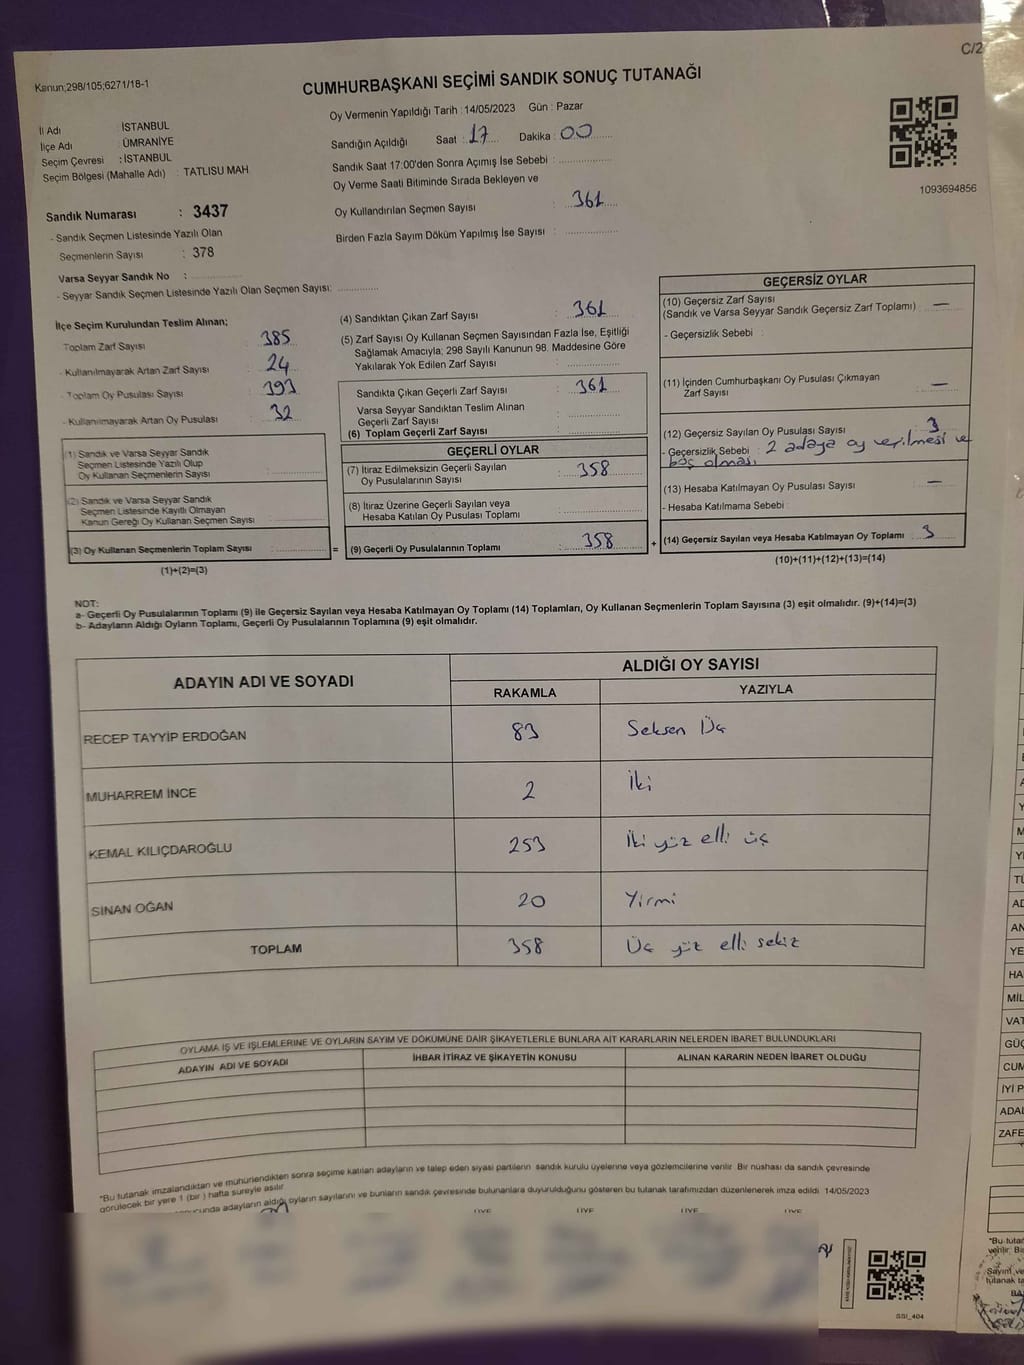 C/2
Kanun;298/105;6271/18-1
CUMHURBAŞKANI SEÇİMİ SANDIK SONUÇ TUTANAĞI
Oy Vermenin Yapıldığı Tarih : 14/05/2023 Gün : Pazar
İl Adı : İSTANBUL
İlçe Adı : ÜMRANİYE
Seçim Çevresi : İSTANBUL
Seçim Bölgesi (Mahalle Adı) : TATLISU MAH
Sandığın Açıldığı Saat : 17 Dakika : 00
Sandık Saat 17:00'den Sonra Açımış İse Sebebi :
Oy Verme Saati Bitiminde Sırada Bekleyen ve
Oy Kullandırılan Seçmen Sayısı : 361
Birden Fazla Sayım Döküm Yapılmış İse Sayısı :
1093694856
Sandık Numarası : 3437
- Sandık Seçmen Listesinde Yazılı Olan
Seçmenlerin Sayısı : 378
Varsa Seyyar Sandık No :
- Seyyar Sandık Seçmen Listesinde Yazılı Olan Seçmen Sayısı:
İlçe Seçim Kurulundan Teslim Alınan;
Toplam Zarf Sayısı : 385
- Kullanılmayarak Artan Zarf Sayısı : 24
- Toplam Oy Pusulası Sayısı : 393
- Kullanılmayarak Artan Oy Pusulası : 32
(1) Sandık ve Varsa Seyyar Sandık
Seçmen Listesinde Yazılı Olup
Oy Kullanan Seçmenlerin Sayısı :
(2) Sandık ve Varsa Seyyar Sandık
Seçmen Listesinde Kayıtlı Olmayan
Kanun Gereği Oy Kullanan Seçmen Sayısı :
(3) Oy Kullanan Seçmenlerin Toplam Sayısı :
(1)+(2)=(3)
(4) Sandıktan Çıkan Zarf Sayısı : 361
(5) Zarf Sayısı Oy Kullanan Seçmen Sayısından Fazla İse, Eşitliği
Sağlamak Amacıyla; 298 Sayılı Kanunun 98. Maddesine Göre
Yakılarak Yok Edilen Zarf Sayısı :
Sandıkta Çıkan Geçerli Zarf Sayısı : 361
Varsa Seyyar Sandıktan Teslim Alınan
Geçerli Zarf Sayısı :
(6) Toplam Geçerli Zarf Sayısı :
GEÇERLİ OYLAR
(7) İtiraz Edilmeksizin Geçerli Sayılan
Oy Pusulalarının Sayısı : 358
(8) İtiraz Üzerine Geçerli Sayılan veya
Hesaba Katılan Oy Pusulası Toplamı :
= (9) Geçerli Oy Pusulalarının Toplamı : 358
GEÇERSİZ OYLAR
(10) Geçersiz Zarf Sayısı
(Sandık ve Varsa Seyyar Sandık Geçersiz Zarf Toplamı) : —
- Geçersizlik Sebebi :
(11) İçinden Cumhurbaşkanı Oy Pusulası Çıkmayan
Zarf Sayısı : —
(12) Geçersiz Sayılan Oy Pusulası Sayısı : 3
- Geçersizlik Sebebi : 2 adaya oy verilmesi ve
boş olması
(13) Hesaba Katılmayan Oy Pusulası Sayısı : —
- Hesaba Katılmama Sebebi :
+ (14) Geçersiz Sayılan veya Hesaba Katılmayan Oy Toplamı : 3
(10)+(11)+(12)+(13)=(14)
NOT:
a- Geçerli Oy Pusulalarının Toplamı (9) ile Geçersiz Sayılan veya Hesaba Katılmayan Oy Toplamı (14) Toplamları, Oy Kullanan Seçmenlerin Toplam Sayısına (3) eşit olmalıdır. (9)+(14)=(3)
b- Adayların Aldığı Oyların Toplamı, Geçerli Oy Pusulalarının Toplamına (9) eşit olmalıdır.
ADAYIN ADI VE SOYADI ALDIĞI OY SAYISI
RAKAMLA YAZIYLA
RECEP TAYYİP ERDOĞAN 83 Seksen Üç
MUHARREM İNCE 2 İki
KEMAL KILIÇDAROĞLU 253 İki yüz elli üç
SİNAN OĞAN 20 Yirmi
TOPLAM 358 Üç yüz elli sekiz
OYLAMA İŞ VE İŞLEMLERİNE VE OYLARIN SAYIM VE DÖKÜMÜNE DAİR ŞİKAYETLERLE BUNLARA AİT KARARLARIN NELERDEN İBARET BULUNDUKLARI
ADAYIN ADI VE SOYADI İHBAR İTİRAZ VE ŞİKAYETİN KONUSU ALINAN KARARIN NEDEN İBARET OLDUĞU
"Bu tutanak imzalandıktan ve mühürlendikten sonra seçime katılan adayların ve talep eden siyasi partilerin sandık kurulu üyelerine veya gözlemcilerine verilir Bir nüshası da sandık çevresinde
görülecek bir yere 1 (bir ) hafta süreyle asılır
adayların aldığı oyların sayılarını ve bunların sandık çevresinde bulunanlara duyurulduğunu gösteren bu tutanak tarafımızdan düzenlenerek imza edildi 14/05/2023
ÜYE ÜYE ÜYE ÜYE
SSI_404
GÜÇ
CUM
İYİ P
ADAL
ZAFE
"Bu tutan
verilir. Bi
Sayım ve
tutanak ta